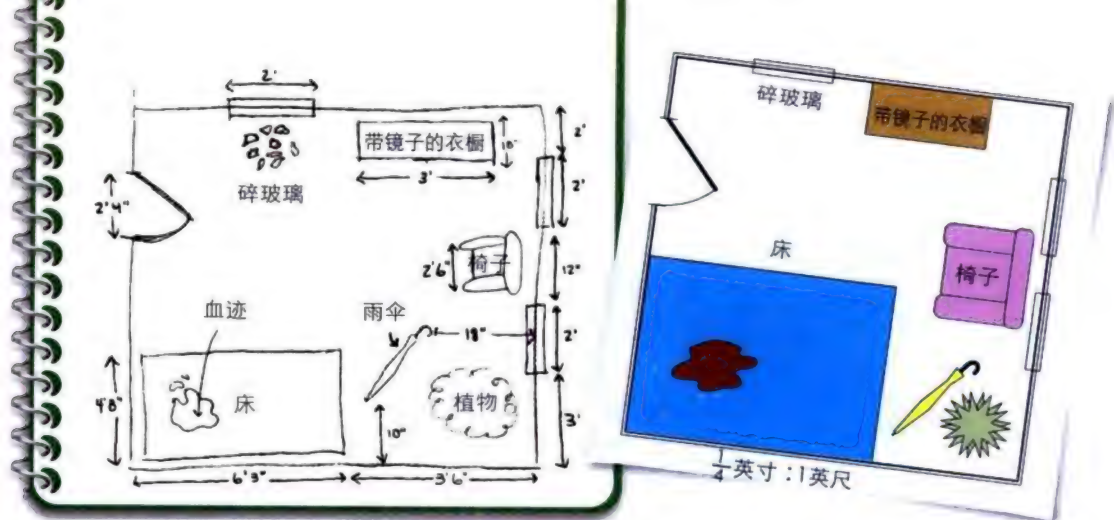 2'
带镜子的衣橱
3'
2'
2'
碎玻璃
2'4"
椅子
2'6"
12"
血迹
雨伞
18"
2'
4'8"
床
植物
10"
3'
6'9"
3'6"
碎玻璃
带镜子的衣橱
床
椅子
1/4英寸:1英尺